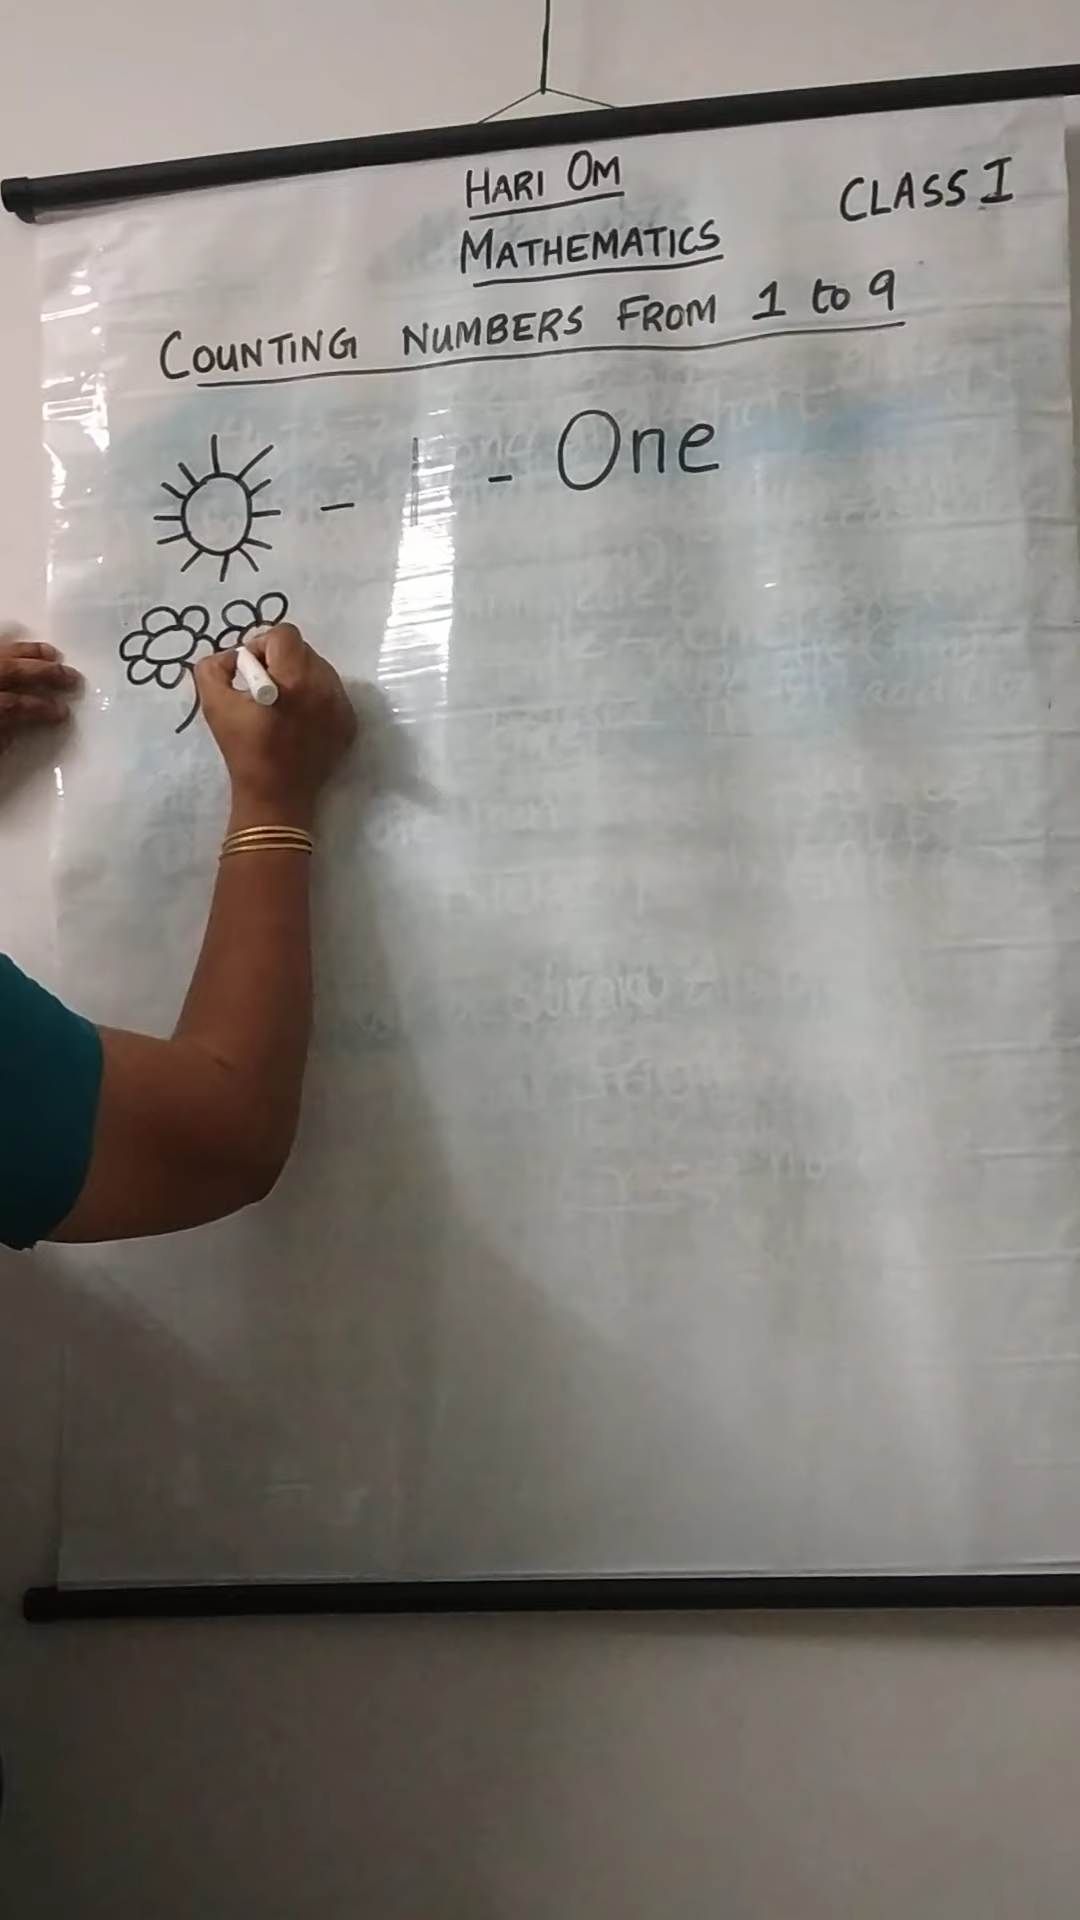 HARI OM
CLASS I
MATHEMATICS
COUNTING NUMBERS FROM 1 to 9
- 1 - One